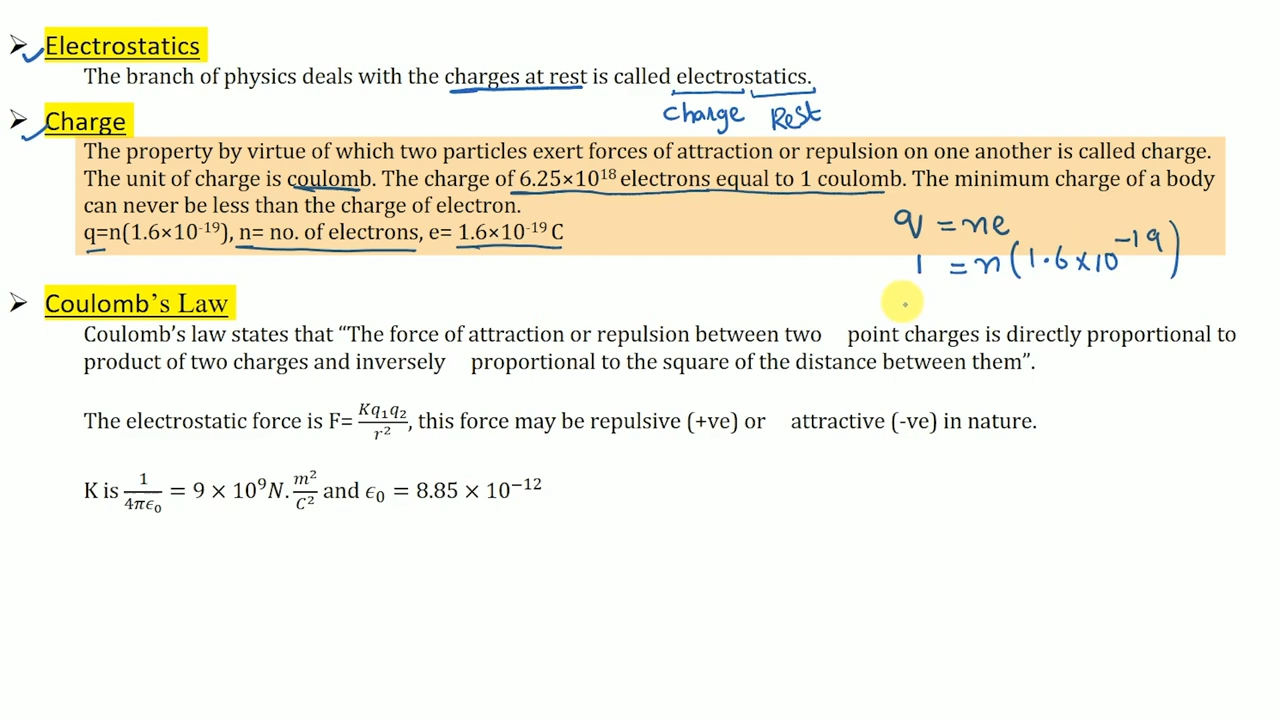 ➢ Electrostatics
The branch of physics deals with the charges at rest is called electrostatics.
charge Rest
➢ Charge
The property by virtue of which two particles exert forces of attraction or repulsion on one another is called charge.
The unit of charge is coulomb. The charge of 6.25×10¹⁸ electrons equal to 1 coulomb. The minimum charge of a body
can never be less than the charge of electron.
q=n(1.6×10⁻¹⁹), n= no. of electrons, e= 1.6×10⁻¹⁹ C
q = ne
1 = n(1.6×10⁻¹⁹)
➢ Coulomb's Law
Coulomb's law states that “The force of attraction or repulsion between two point charges is directly proportional to
product of two charges and inversely proportional to the square of the distance between them”.
The electrostatic force is F= Kq₁q₂/r², this force may be repulsive (+ve) or attractive (-ve) in nature.
K is 1/4πϵ₀ = 9 × 10⁹N.m²/C² and ϵ₀ = 8.85 × 10⁻¹²